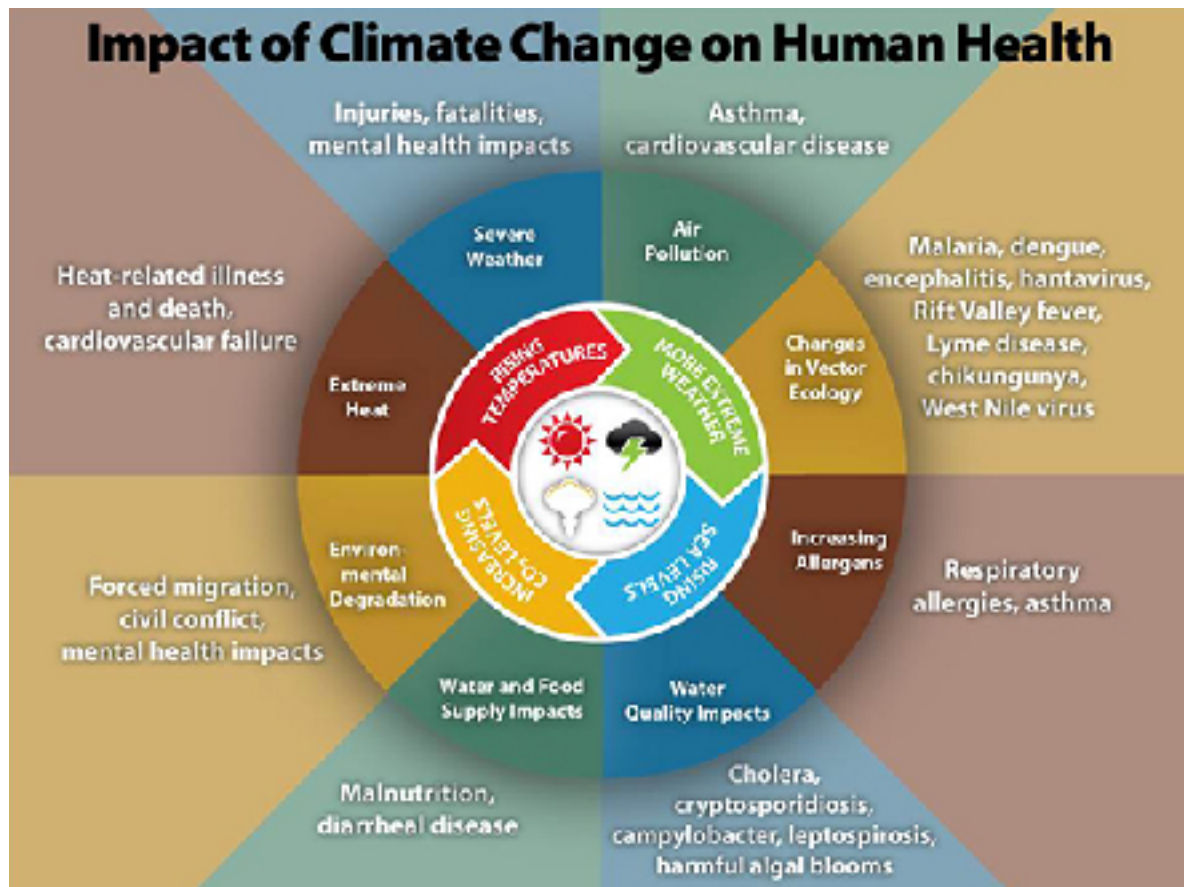 Impact of Climate Change on Human Health
Injuries, fatalities,
mental health impacts
Asthma,
cardiovascular disease
Severe
Weather
Air
Pollution
Heat-related illness
and death,
cardiovascular failure
Extreme
Heat
RISING
TEMPERATURES
MORE EXTREME
WEATHER
Changes
in Vector
Ecology
Malaria, dengue,
encephalitis, hantavirus,
Rift Valley fever,
Lyme disease,
chikungunya,
West Nile virus
Forced migration,
civil conflict,
mental health impacts
Environ-
mental
Degradation
INCREASING
CO₂ LEVELS
RISING
SEA LEVELS
Increasing
Allergens
Respiratory
allergies, asthma
Water and Food
Supply Impacts
Water
Quality Impacts
Malnutrition,
diarrheal disease
Cholera,
cryptosporidiosis,
campylobacter, leptospirosis,
harmful algal blooms